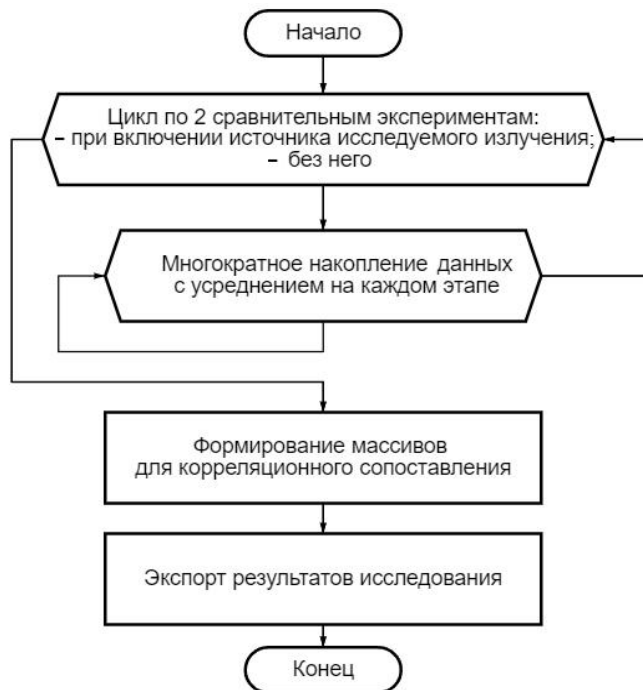 Начало
Цикл по 2 сравнительным экспериментам:
– при включении источника исследуемого излучения;
– без него
Многократное накопление данных
с усреднением на каждом этапе
Формирование массивов
для корреляционного сопоставления
Экспорт результатов исследования
Конец